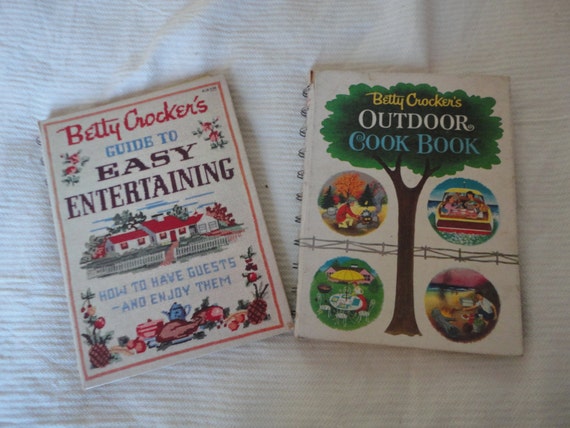 Betty Crocker's
GUIDE TO
EASY
ENTERTAINING
HOW TO HAVE GUESTS
—AND ENJOY THEM
Betty Crocker's
OUTDOOR
COOK BOOK